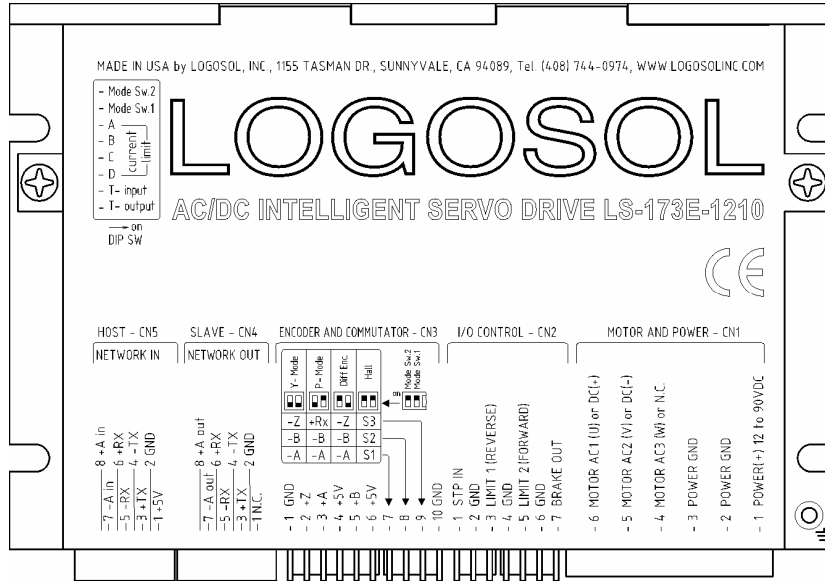 MADE IN USA by LOGOSOL, INC., 1155 TASMAN DR., SUNNYVALE, CA 94089, Tel. (408) 744-0974, WWW.LOGOSOLINC.COM
- Mode Sw.2
- Mode Sw.1
- A
- B
- C
- D
current limit
- T- input
- T- output
→ on
DIP SW
LOGOSOL
AC/DC INTELLIGENT SERVO DRIVE LS-173E-1210
CE
HOST - CN5
NETWORK IN
8 +A in
7 -A in
6 +RX
5 -RX
4 -TX
3 +TX
2 GND
1 +5V
SLAVE - CN4
NETWORK OUT
8 +A out
7 -A out
6 +RX
5 -RX
4 -TX
3 +TX
2 GND
1 N.C.
ENCODER AND COMMUTATOR - CN3
Y- Mode
P- Mode
Diff Enc.
Hall
on
Mode Sw.2
Mode Sw.1
-Z +Rx -Z S3
-B -B -B S2
-A -A -A S1
- 1 GND
- 2 +Z
- 3 +A
- 4 +5V
- 5 +B
- 6 +5V
- 7
- 8
- 9
- 10 GND
I/O CONTROL - CN2
- 1 STP IN
- 2 GND
- 3 LIMIT 1 (REVERSE)
- 4 GND
- 5 LIMIT 2 (FORWARD)
- 6 GND
- 7 BRAKE OUT
MOTOR AND POWER - CN1
- 6 MOTOR AC1 (U) or DC(+)
- 5 MOTOR AC2 (V) or DC(-)
- 4 MOTOR AC3 (W) or N.C.
- 3 POWER GND
- 2 POWER GND
- 1 POWER(+) 12 to 90VDC